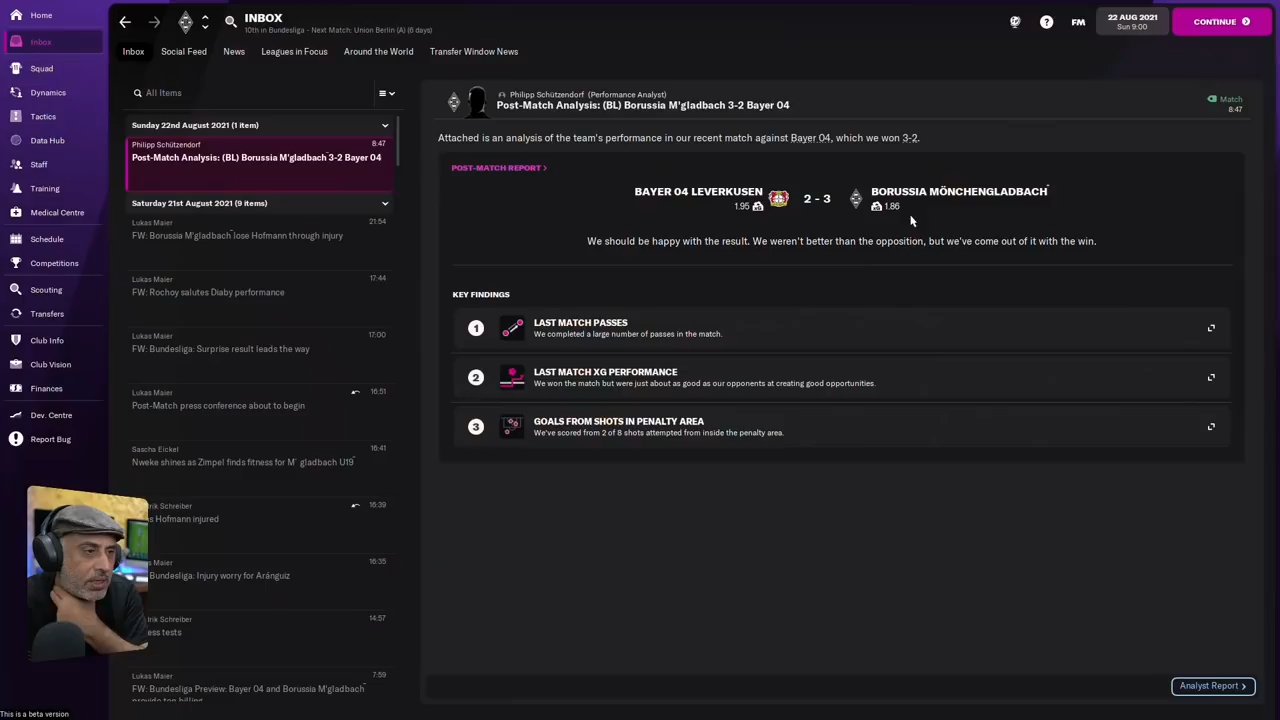 Home
Inbox
Squad
Dynamics
Tactics
Data Hub
Staff
Training
Medical Centre
Schedule
Competitions
Scouting
Transfers
Club Info
Club Vision
Finances
Dev. Centre
Report Bug
This is a beta version
INBOX
10th in Bundesliga - Next Match: Union Berlin (A) (6 days)
FM
22 AUG 2021
Sun 9:00
CONTINUE
Inbox
Social Feed
News
Leagues in Focus
Around the World
Transfer Window News
All Items
Sunday 22nd August 2021 (1 item)
Philipp Schützendorf 8:47
Post-Match Analysis: (BL) Borussia M'gladbach 3-2 Bayer 04
Saturday 21st August 2021 (9 items)
Lukas Maier 21:54
FW: Borussia M'gladbach lose Hofmann through injury
Lukas Maier 17:44
FW: Rochoy salutes Diaby performance
Lukas Maier 17:00
FW: Bundesliga: Surprise result leads the way
Lukas Maier 16:51
Post-Match press conference about to begin
Sascha Eickel 16:41
Nweke shines as Zimpel finds fitness for M'gladbach U19
rik Schreiber 16:39
s Hofmann injured
Maier 16:35
Bundesliga: Injury worry for Aránguiz
rik Schreiber 14:57
ess tests
Lukas Maier 7:59
FW: Bundesliga Preview: Bayer 04 and Borussia M'gladbach
provide top billing
Philipp Schützendorf (Performance Analyst)
Post-Match Analysis: (BL) Borussia M'gladbach 3-2 Bayer 04
Match
8:47
Attached is an analysis of the team's performance in our recent match against Bayer 04, which we won 3-2.
POST-MATCH REPORT >
BAYER 04 LEVERKUSEN 2 - 3 BORUSSIA MÖNCHENGLADBACH
1.95 1.86
We should be happy with the result. We weren't better than the opposition, but we've come out of it with the win.
KEY FINDINGS
1 LAST MATCH PASSES
We completed a large number of passes in the match.
2 LAST MATCH XG PERFORMANCE
We won the match but were just about as good as our opponents at creating good opportunities.
3 GOALS FROM SHOTS IN PENALTY AREA
We've scored from 2 of 8 shots attempted from inside the penalty area.
Analyst Report >